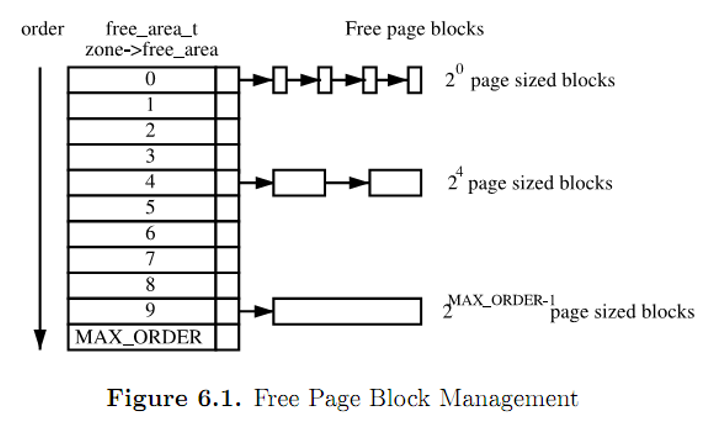 order free_area_t Free page blocks
zone->free_area
0 2^0 page sized blocks
1
2
3
4 2^4 page sized blocks
5
6
7
8
9 2^MAX_ORDER-1 page sized blocks
MAX_ORDER
Figure 6.1. Free Page Block Management